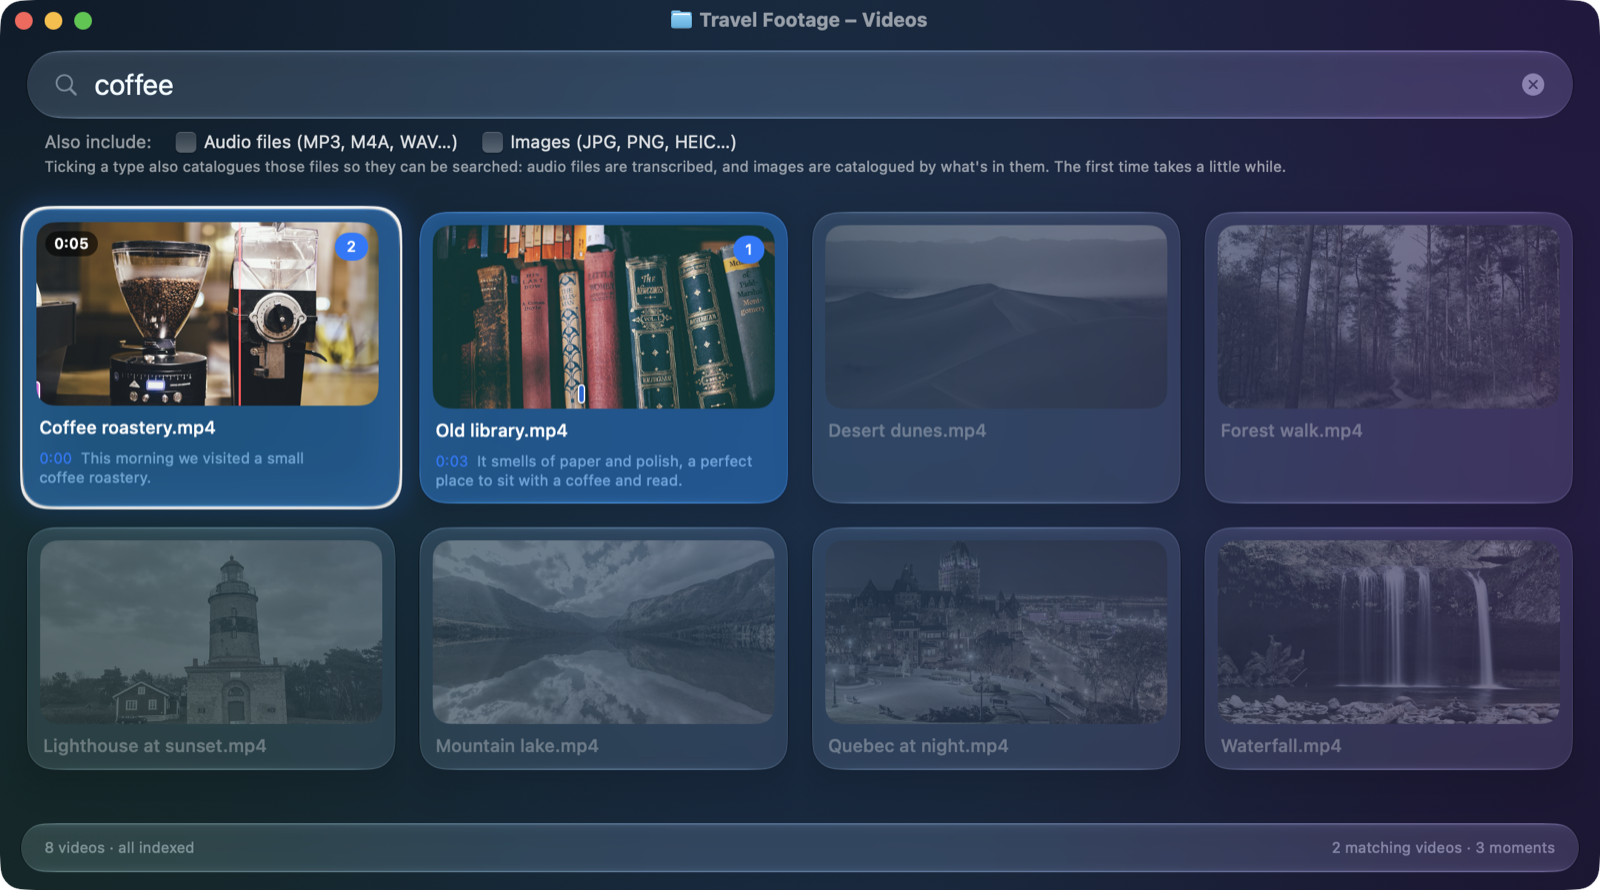 Travel Footage – Videos
coffee
Also include: Audio files (MP3, M4A, WAV...) Images (JPG, PNG, HEIC...)
Ticking a type also catalogues those files so they can be searched: audio files are transcribed, and images are catalogued by what's in them. The first time takes a little while.
0:05
2
1
Coffee roastery.mp4
0:00 This morning we visited a small
coffee roastery.
Old library.mp4
0:03 It smells of paper and polish, a perfect
place to sit with a coffee and read.
Desert dunes.mp4
Forest walk.mp4
Lighthouse at sunset.mp4
Mountain lake.mp4
Quebec at night.mp4
Waterfall.mp4
8 videos · all indexed
2 matching videos · 3 moments